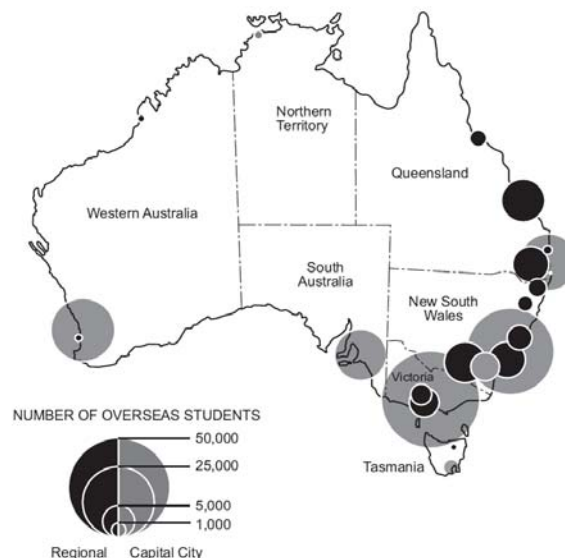 Northern
Territory
Queensland
Western Australia
South
Australia
New South
Wales
Victoria
Tasmania
NUMBER OF OVERSEAS STUDENTS
50,000
25,000
5,000
1,000
Regional Capital City